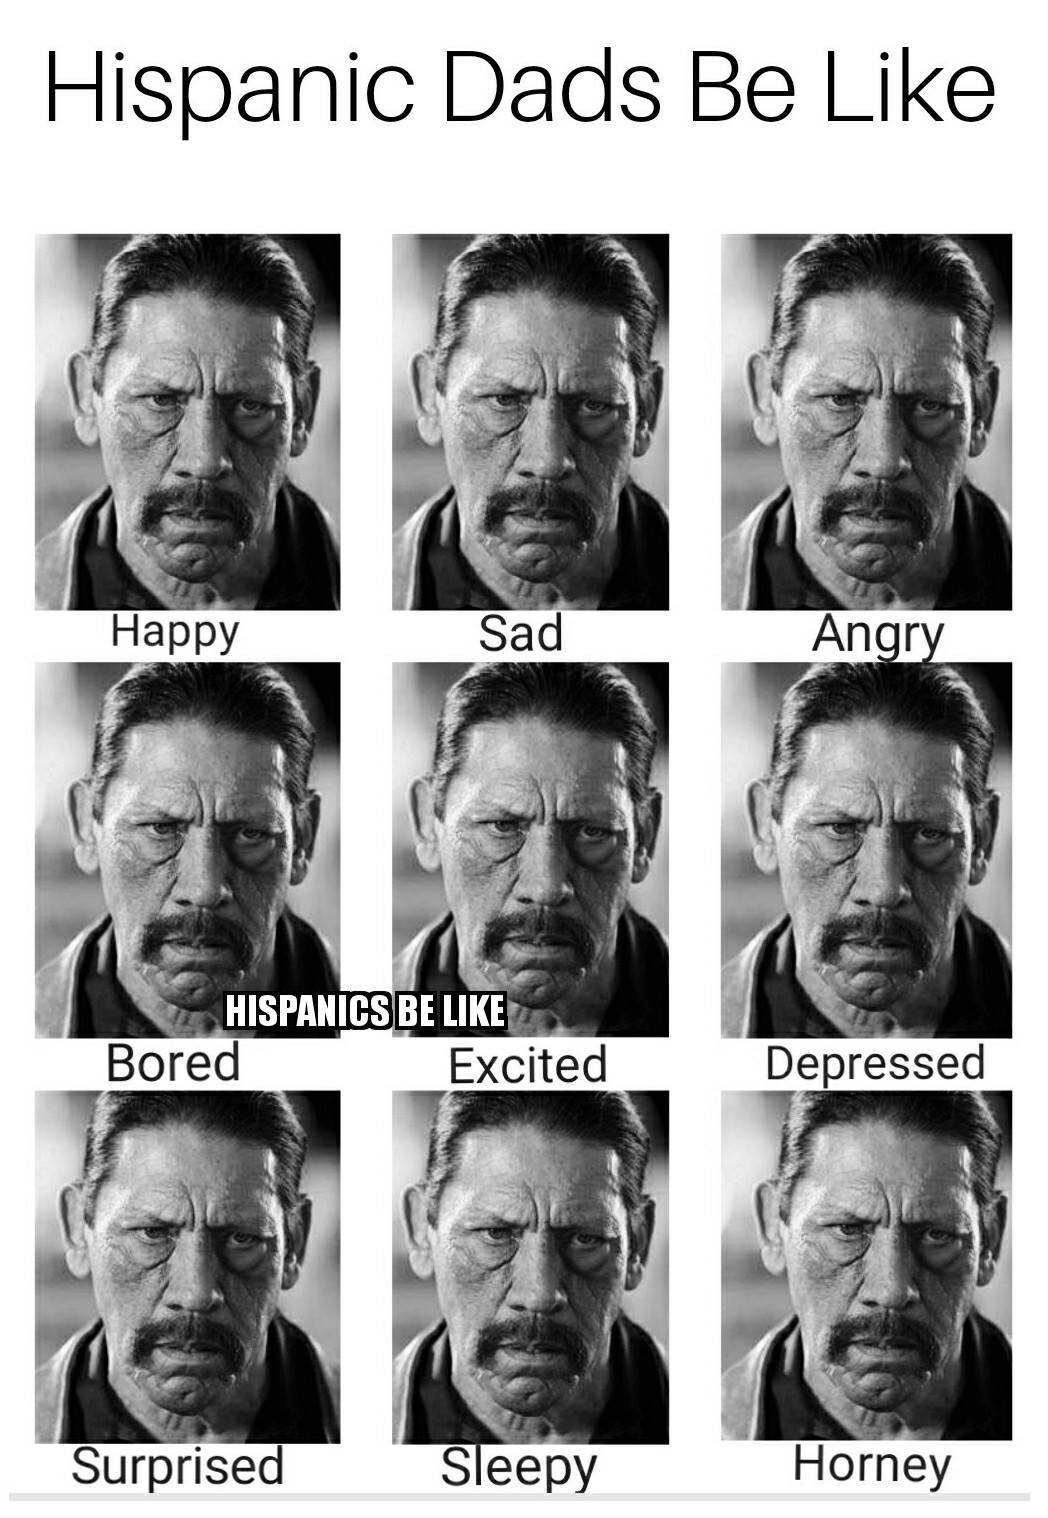 Hispanic Dads Be Like
Happy
Sad
Angry
HISPANICS BE LIKE
Bored
Excited
Depressed
Surprised
Sleepy
Horney